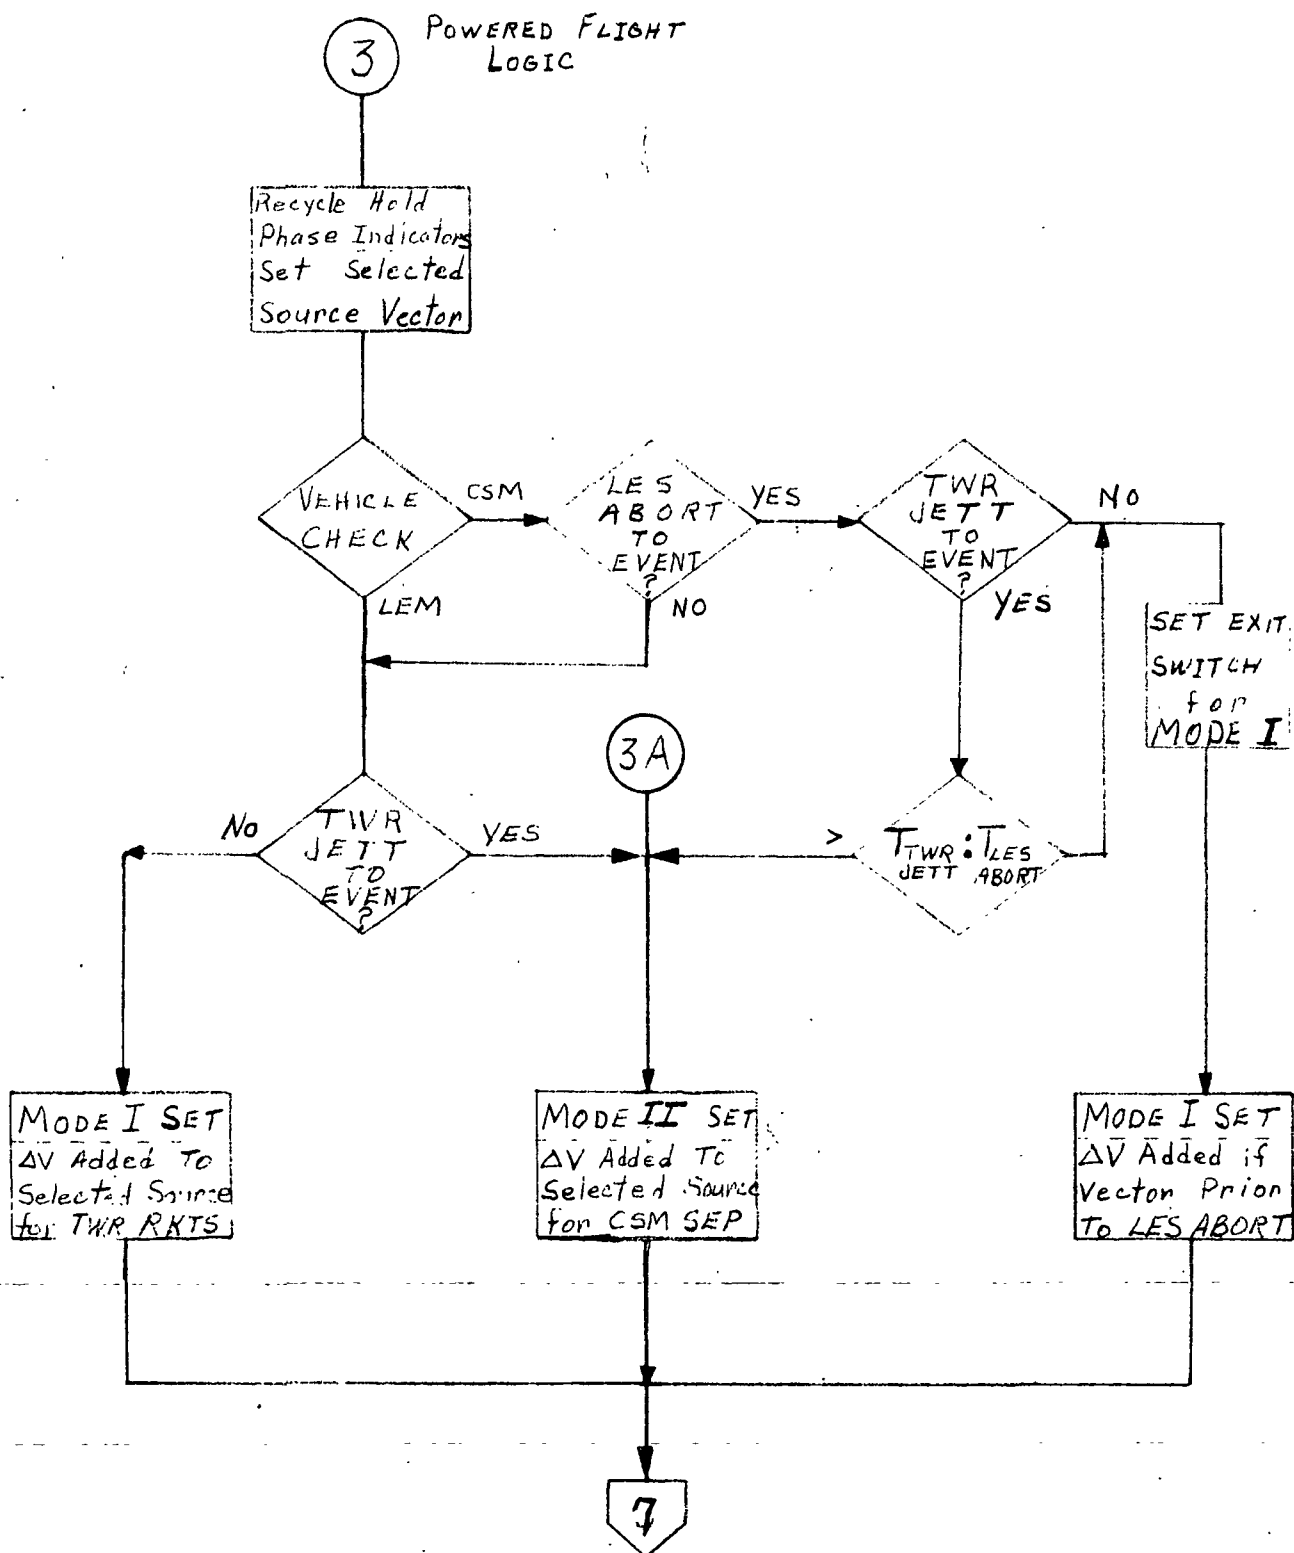 3
POWERED FLIGHT
LOGIC
Recycle Hold
Phase Indicators
Set Selected
Source Vector
VEHICLE
CHECK
CSM
LEM
LES
ABORT
TO
EVENT
?
YES
NO
TWR
JETT
TO
EVENT
?
NO
YES
SET EXIT
SWITCH
for
MODE I
3A
TWR
JETT
TO
EVENT
?
No
YES
>
T TWR JETT : T LES ABORT
MODE I SET
ΔV Added To
Selected Source
for TWR RKTS
MODE II SET
ΔV Added To
Selected Source
for CSM SEP
MODE I SET
ΔV Added if
Vector Prior
To LES ABORT
7